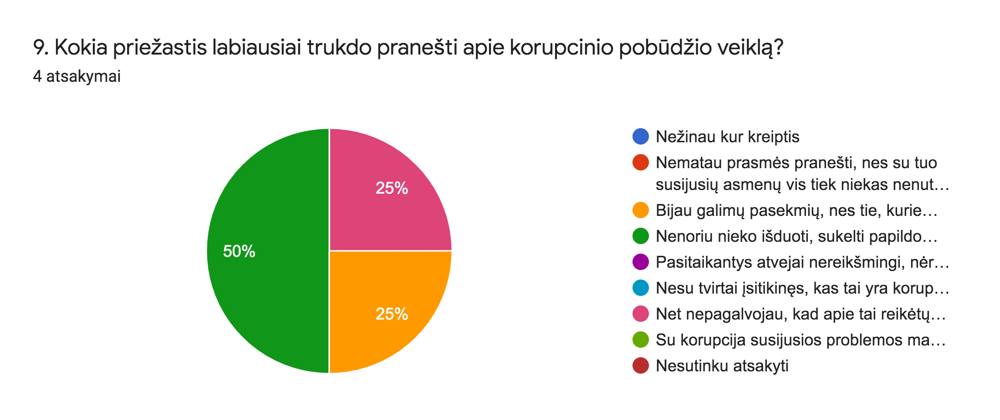 9. Kokia priežastis labiausiai trukdo pranešti apie korupcinio pobūdžio veiklą?
4 atsakymai
25%
50%
25%
Nežinau kur kreiptis
Nematau prasmės pranešti, nes su tuo
susijusių asmenų vis tiek niekas nenut…
Bijau galimų pasekmių, nes tie, kurie…
Nenoriu nieko išduoti, sukelti papildo…
Pasitaikantys atvejai nereikšmingi, nėr…
Nesu tvirtai įsitikinęs, kas tai yra korup…
Net nepagalvojau, kad apie tai reikėtų…
Su korupcija susijusios problemos ma…
Nesutinku atsakyti